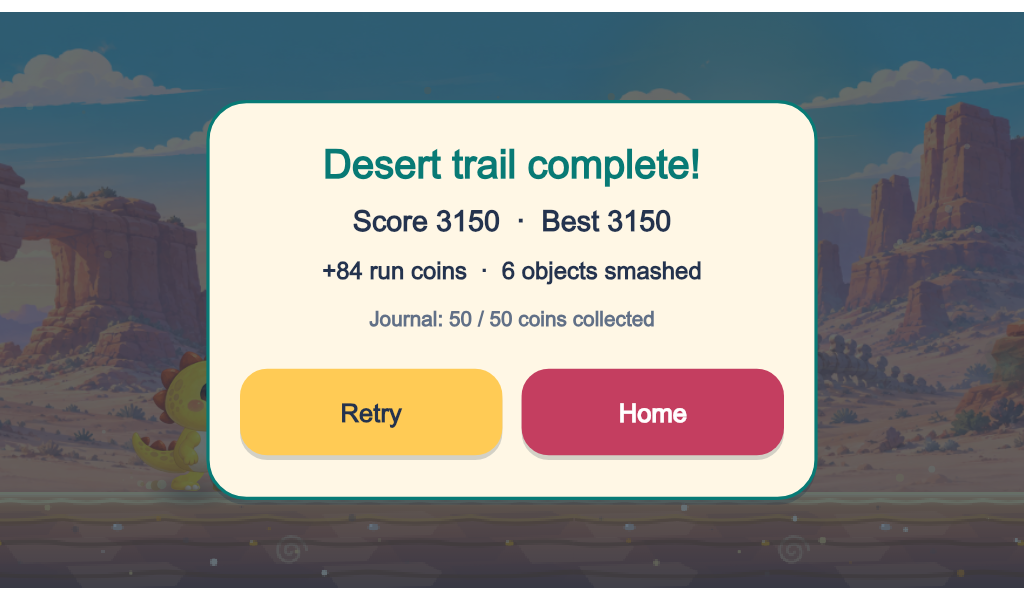 Desert trail complete!
Score 3150 · Best 3150
+84 run coins · 6 objects smashed
Journal: 50 / 50 coins collected
Retry
Home